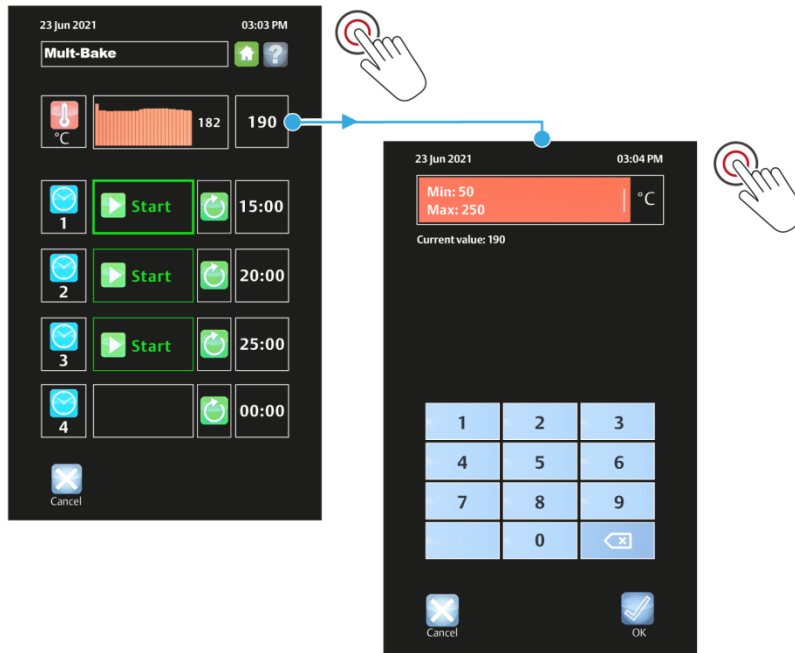 23 Jun 2021 03:03 PM
Mult-Bake
?
°C 182 190
1 Start 15:00
2 Start 20:00
3 Start 25:00
4 00:00
Cancel
23 Jun 2021 03:04 PM
Min: 50
Max: 250
°C
Current value: 190
1 2 3
4 5 6
7 8 9
0
Cancel OK